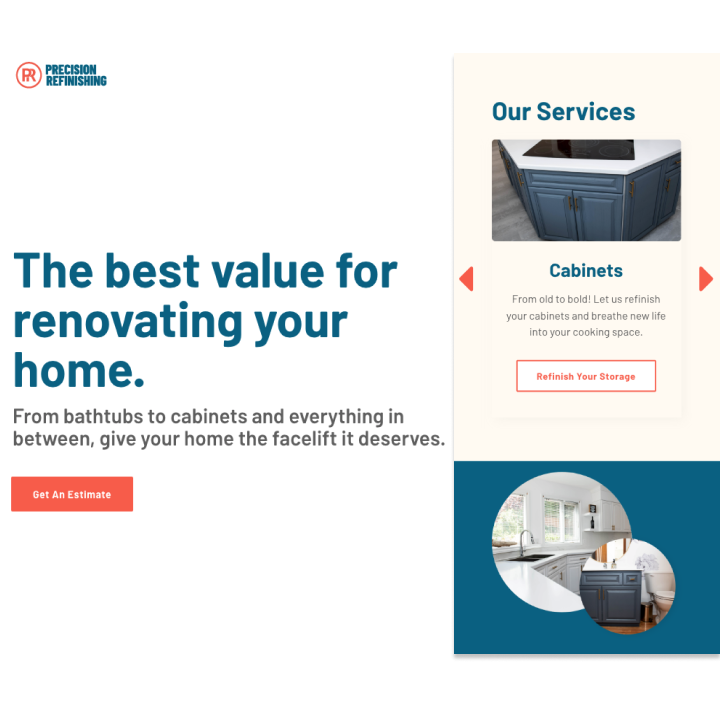 PR
PRECISION
REFINISHING
The best value for
renovating your
home.
From bathtubs to cabinets and everything in
between, give your home the facelift it deserves.
Get An Estimate
Our Services
Cabinets
From old to bold! Let us refinish
your cabinets and breathe new life
into your cooking space.
Refinish Your Storage